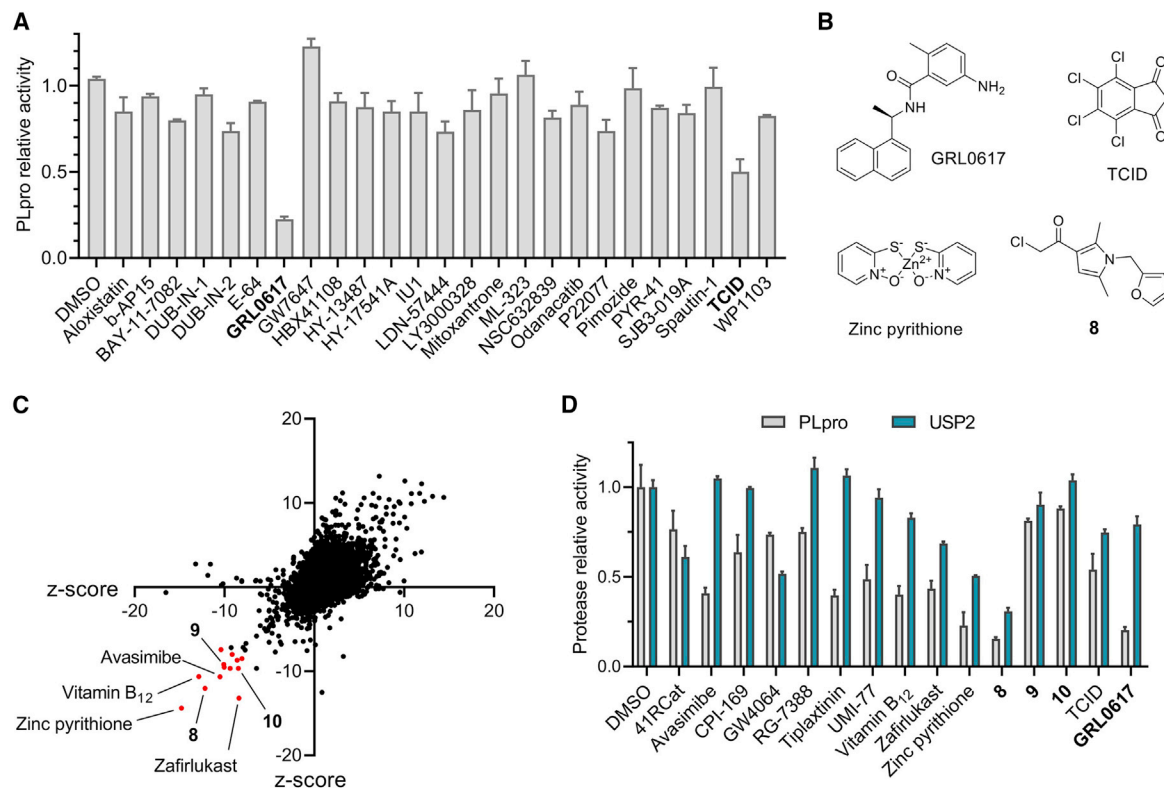 A
PLpro relative activity
1.0
0.5
0.0
DMSO
Aloxistatin
b-AP15
BAY-11-7082
DUB-IN-1
DUB-IN-2
E-64
GRL0617
GW7647
HBX41108
HY-13487
HY-17541A
IU1
LDN-57444
LY3000328
Mitoxantrone
ML-323
NSC632839
Odanacatib
P22077
Pimozide
PYR-41
SJB3-019A
Spautin-1
TCID
WP1103
B
O
NH
NH₂
GRL0617
Cl
Cl
Cl
Cl
O
O
TCID
S⁻ S⁻
Zn²⁺
N⁺ O O N⁺
Zinc pyrithione
O
Cl
N
O
8
C
20
10
z-score
-20
-10
10
20
9
Avasimibe
Vitamin B₁₂
Zinc pyrithione
8
10
Zafirlukast
-10
-20
z-score
D
PLpro
USP2
Protease relative activity
1.0
0.5
0.0
DMSO
41RCat
Avasimibe
CPI-169
GW4064
RG-7388
Tiplaxtinin
UMI-77
Vitamin B₁₂
Zafirlukast
Zinc pyrithione
8
9
10
TCID
GRL0617